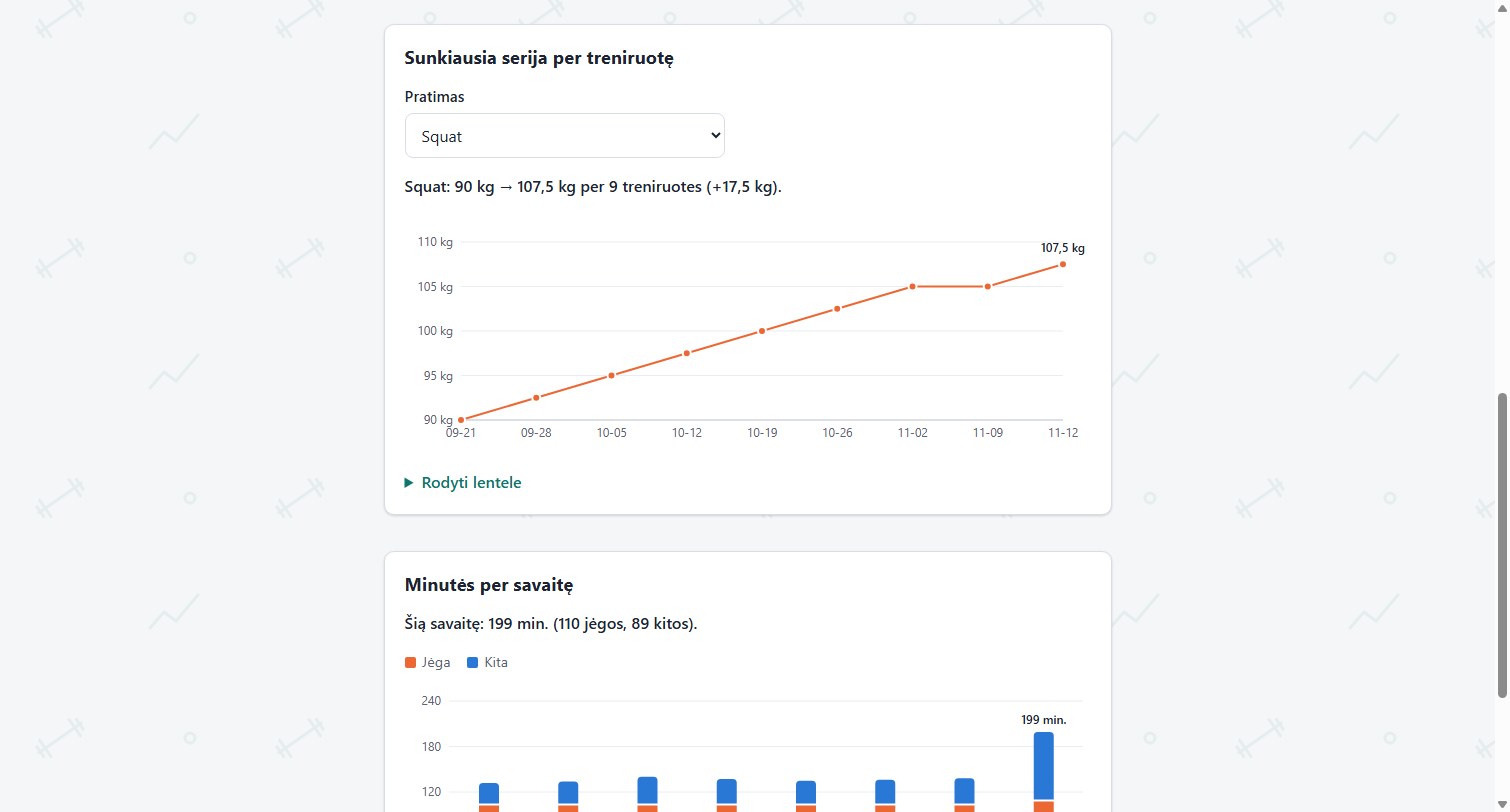 Sunkiausia serija per treniruotę
Pratimas
Squat
Squat: 90 kg → 107,5 kg per 9 treniruotes (+17,5 kg).
110 kg
107,5 kg
105 kg
100 kg
95 kg
90 kg
09-21 09-28 10-05 10-12 10-19 10-26 11-02 11-09 11-12
Rodyti lentele
Minutės per savaitę
Šią savaitę: 199 min. (110 jėgos, 89 kitos).
Jėga Kita
240
199 min.
180
120